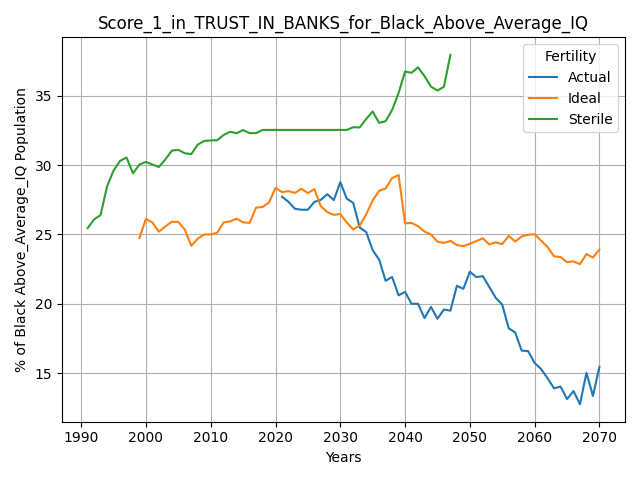 Score_1_in_TRUST_IN_BANKS_for_Black_Above_Average_IQ
% of Black Above_Average_IQ Population
35
30
25
20
15
Fertility
Actual
Ideal
Sterile
1990 2000 2010 2020 2030 2040 2050 2060 2070
Years